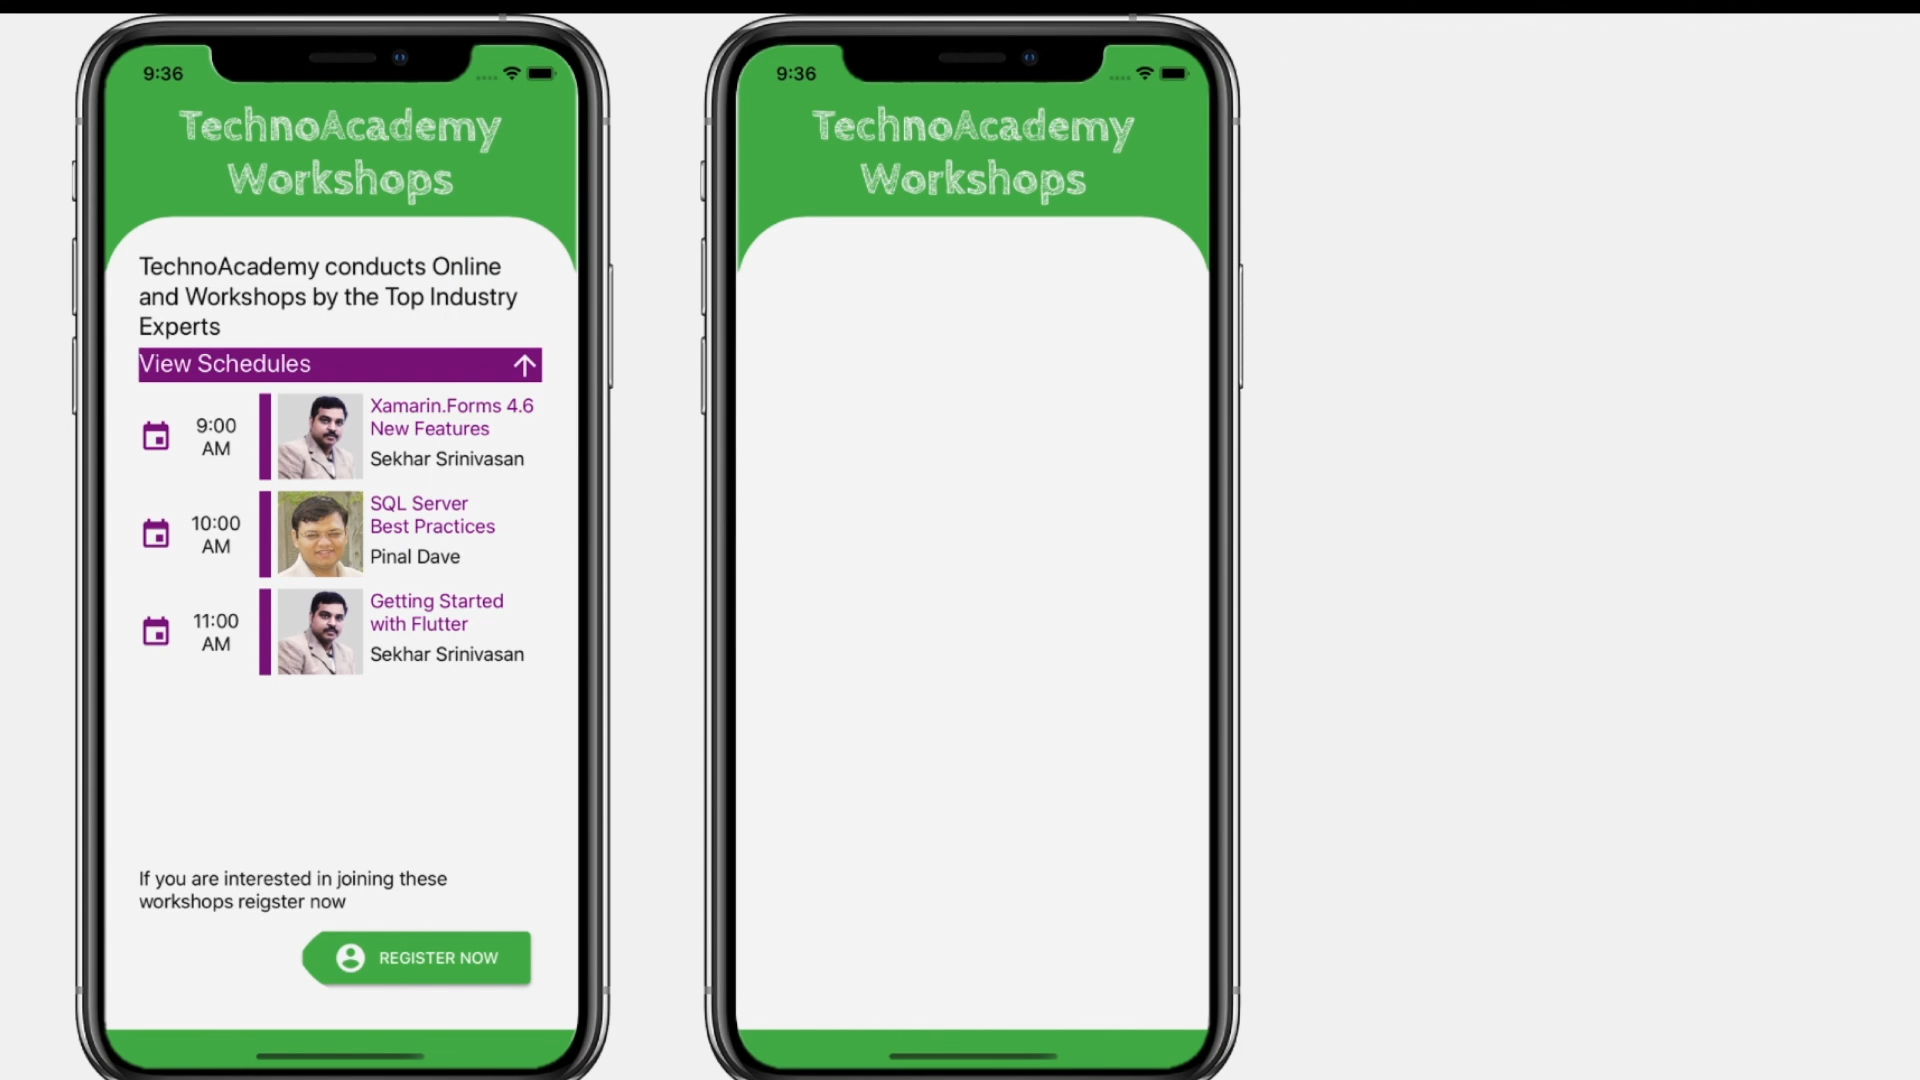 9:36
TechnoAcademy
Workshops
TechnoAcademy conducts Online
and Workshops by the Top Industry
Experts
View Schedules
9:00
AM
Xamarin.Forms 4.6
New Features
Sekhar Srinivasan
10:00
AM
SQL Server
Best Practices
Pinal Dave
11:00
AM
Getting Started
with Flutter
Sekhar Srinivasan
If you are interested in joining these
workshops reigster now
REGISTER NOW
9:36
TechnoAcademy
Workshops